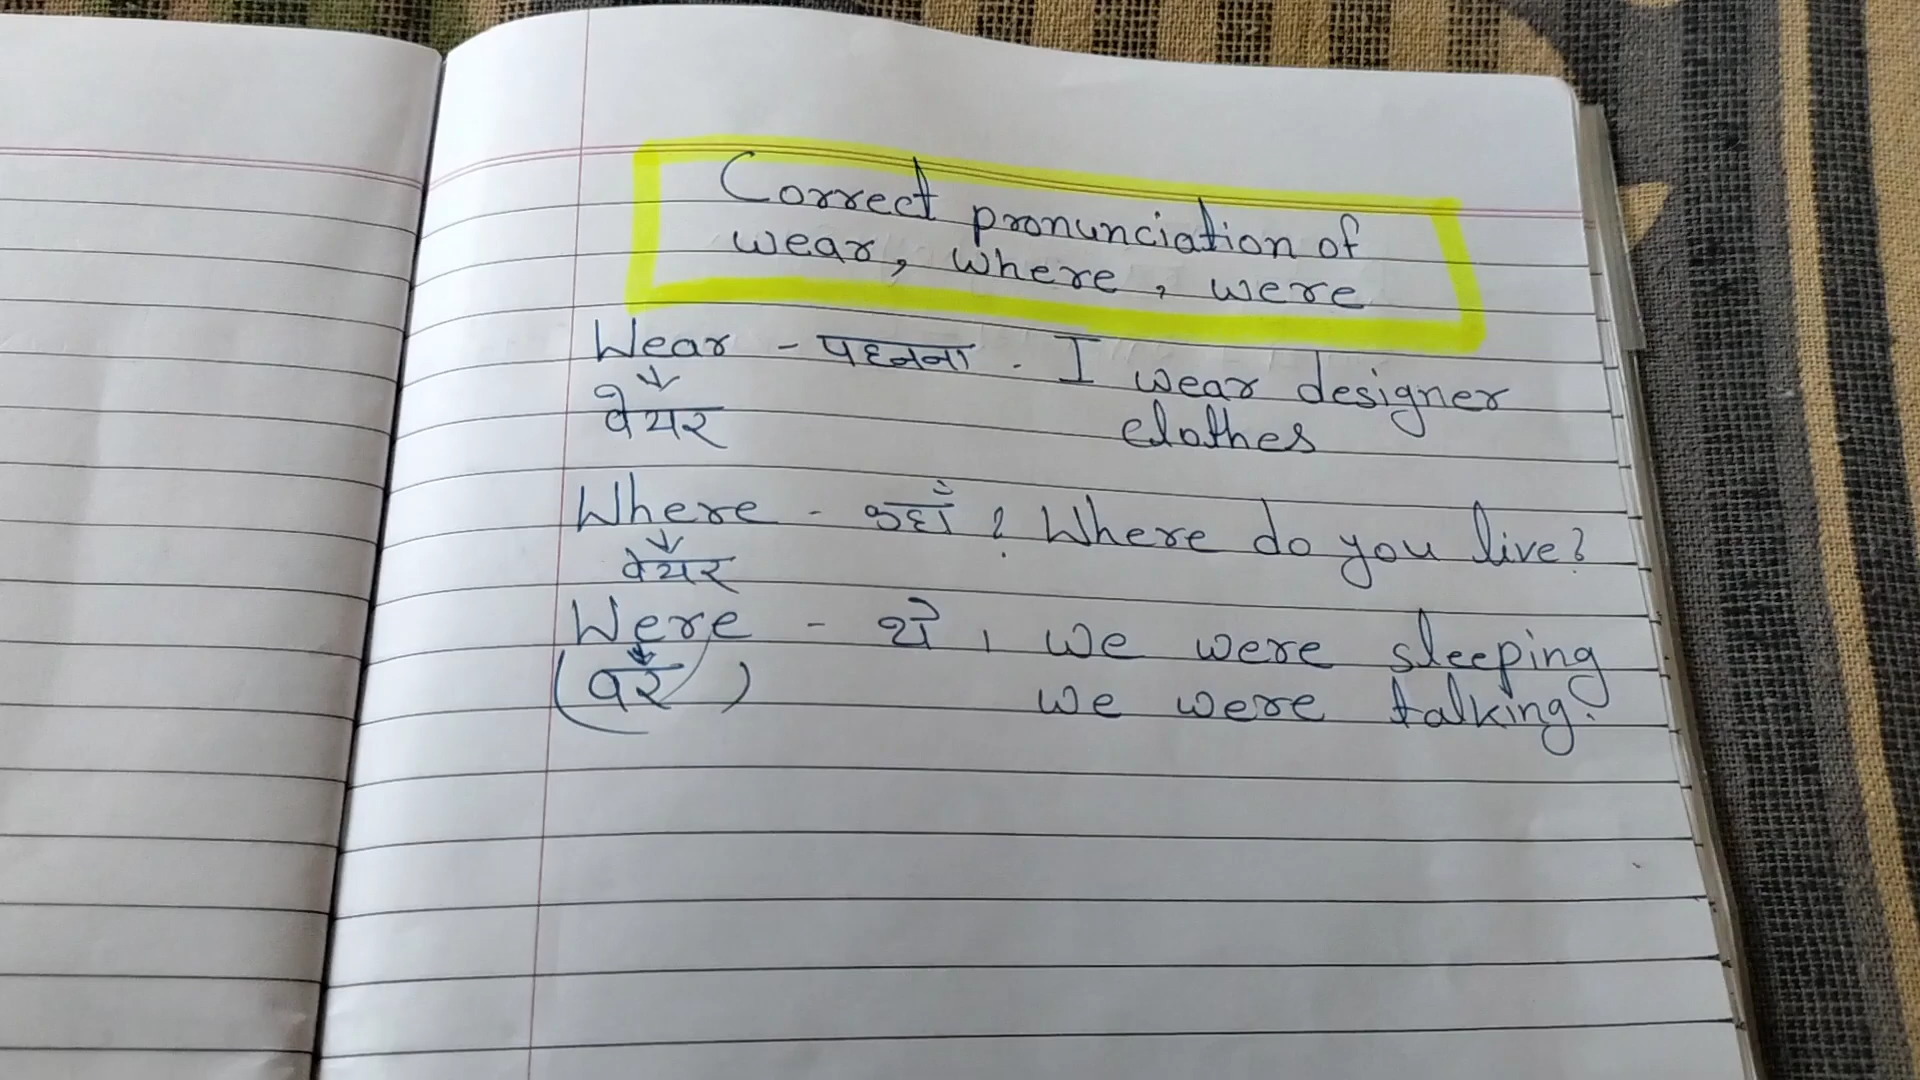 Correct pronunciation of
wear, where, were
Wear - पहनना . I wear designer
वेयर clothes
Where - कहाँ ? Where do you live?
वेयर
Were - थे , we were sleeping
(वर) we were talking.